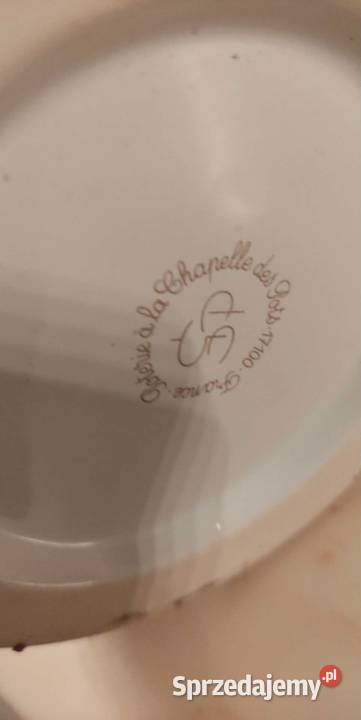 Poterie à la Chapelle des Pots·17100·France·
Sprzedajemy.pl